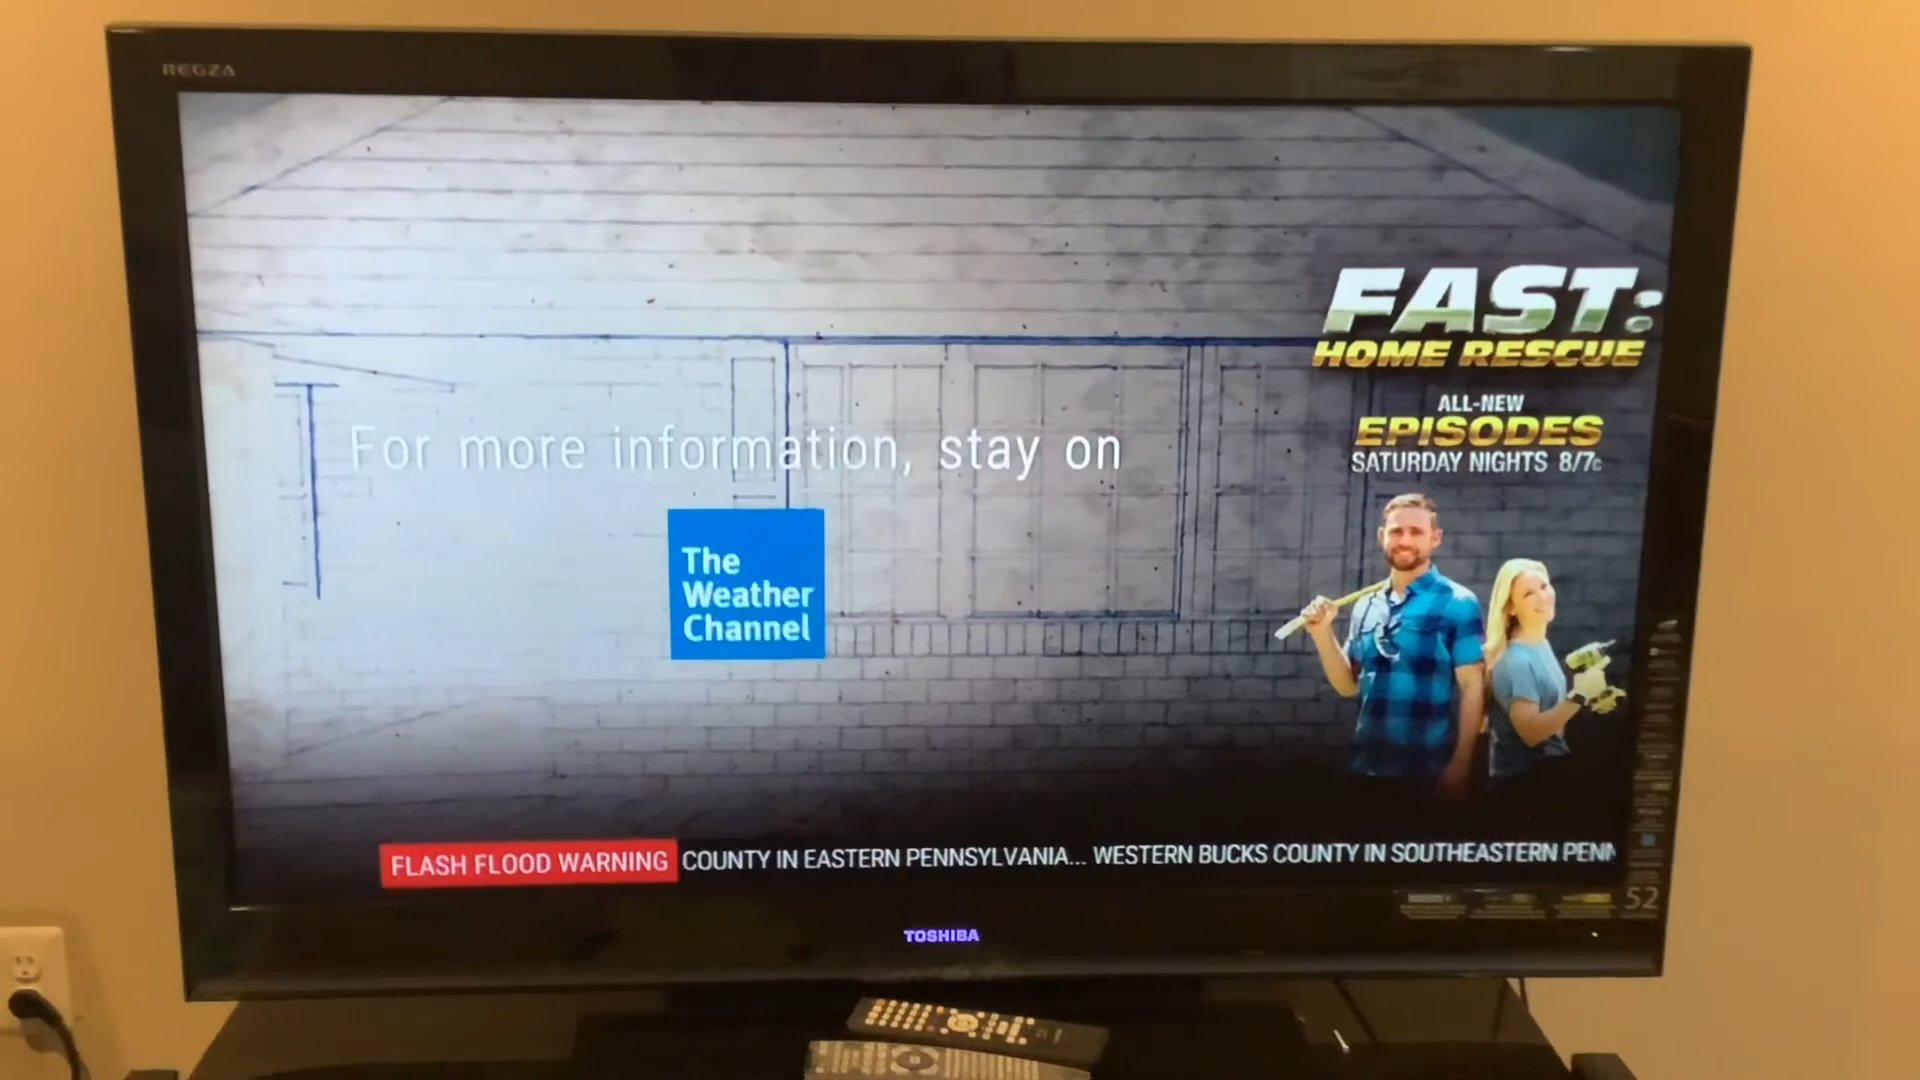 REGZA
FAST:
HOME RESCUE
ALL-NEW
EPISODES
SATURDAY NIGHTS 8/7c
For more information, stay on
The
Weather
Channel
FLASH FLOOD WARNING COUNTY IN EASTERN PENNSYLVANIA... WESTERN BUCKS COUNTY IN SOUTHEASTERN PENN
52
TOSHIBA